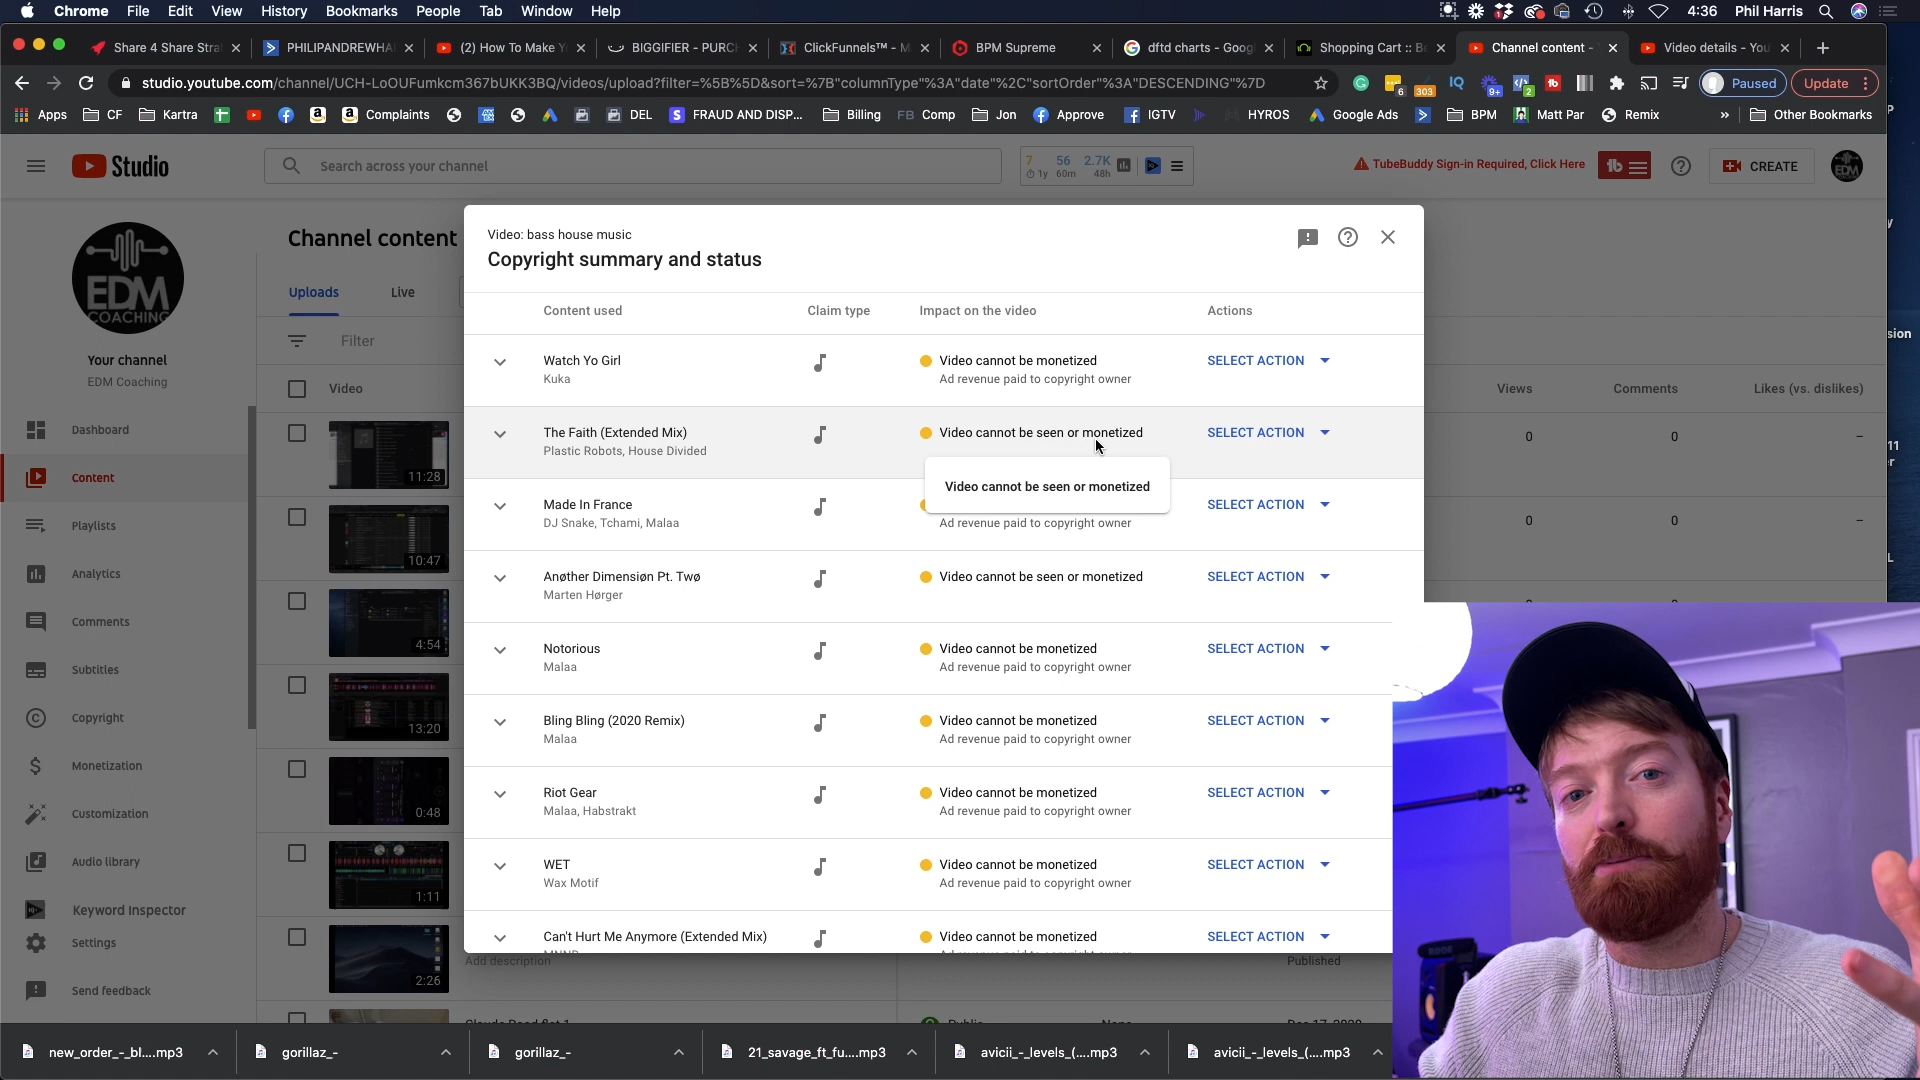 Chrome File Edit View History Bookmarks People Tab Window Help
4:36 Phil Harris
Share 4 Share Stra
PHILIPANDREWHA
(2) How To Make Y
BIGGIFIER - PURC
ClickFunnels™ - M
BPM Supreme
dftd charts - Goog
Shopping Cart :: B
Channel content -
Video details - You
studio.youtube.com/channel/UCH-LoOUFumkcm367bUKK3BQ/videos/upload?filter=%5B%5D&sort=%7B"columnType"%3A"date"%2C"sortOrder"%3A"DESCENDING"%7D
6
303
9+
2
Paused
Update
Apps
CF
Kartra
Complaints
DEL
FRAUD AND DISP...
Billing
FB Comp
Jon
Approve
IGTV
HYROS
Google Ads
BPM
Matt Par
Remix
»
Other Bookmarks
Studio
Search across your channel
7 56 2.7K
1y 60m 48h
TubeBuddy Sign-in Required, Click Here
CREATE
EDM
COACHING
Your channel
EDM Coaching
Dashboard
Content
Playlists
Analytics
Comments
Subtitles
Copyright
Monetization
Customization
Audio library
Keyword Inspector
Settings
Send feedback
Channel content
Uploads Live
Filter
Video
Views Comments Likes (vs. dislikes)
11:28
0 0 –
10:47
0 0 –
4:54
13:20
0:48
1:11
2:26
Video: bass house music
Copyright summary and status
Content used Claim type Impact on the video Actions
Watch Yo Girl
Kuka
Video cannot be monetized
Ad revenue paid to copyright owner
SELECT ACTION
The Faith (Extended Mix)
Plastic Robots, House Divided
Video cannot be seen or monetized
SELECT ACTION
Video cannot be seen or monetized
Made In France
DJ Snake, Tchami, Malaa
Ad revenue paid to copyright owner
SELECT ACTION
Anøther Dimensiøn Pt. Twø
Marten Hørger
Video cannot be seen or monetized
SELECT ACTION
Notorious
Malaa
Video cannot be monetized
Ad revenue paid to copyright owner
SELECT ACTION
Bling Bling (2020 Remix)
Malaa
Video cannot be monetized
Ad revenue paid to copyright owner
SELECT ACTION
Riot Gear
Malaa, Habstrakt
Video cannot be monetized
Ad revenue paid to copyright owner
SELECT ACTION
WET
Wax Motif
Video cannot be monetized
Ad revenue paid to copyright owner
SELECT ACTION
Can't Hurt Me Anymore (Extended Mix)
Video cannot be monetized
SELECT ACTION
Add description
Published
RØDE
new_order_-_bl....mp3
gorillaz_-
gorillaz_-
21_savage_ft_fu....mp3
avicii_-_levels_(....mp3
avicii_-_levels_(....mp3